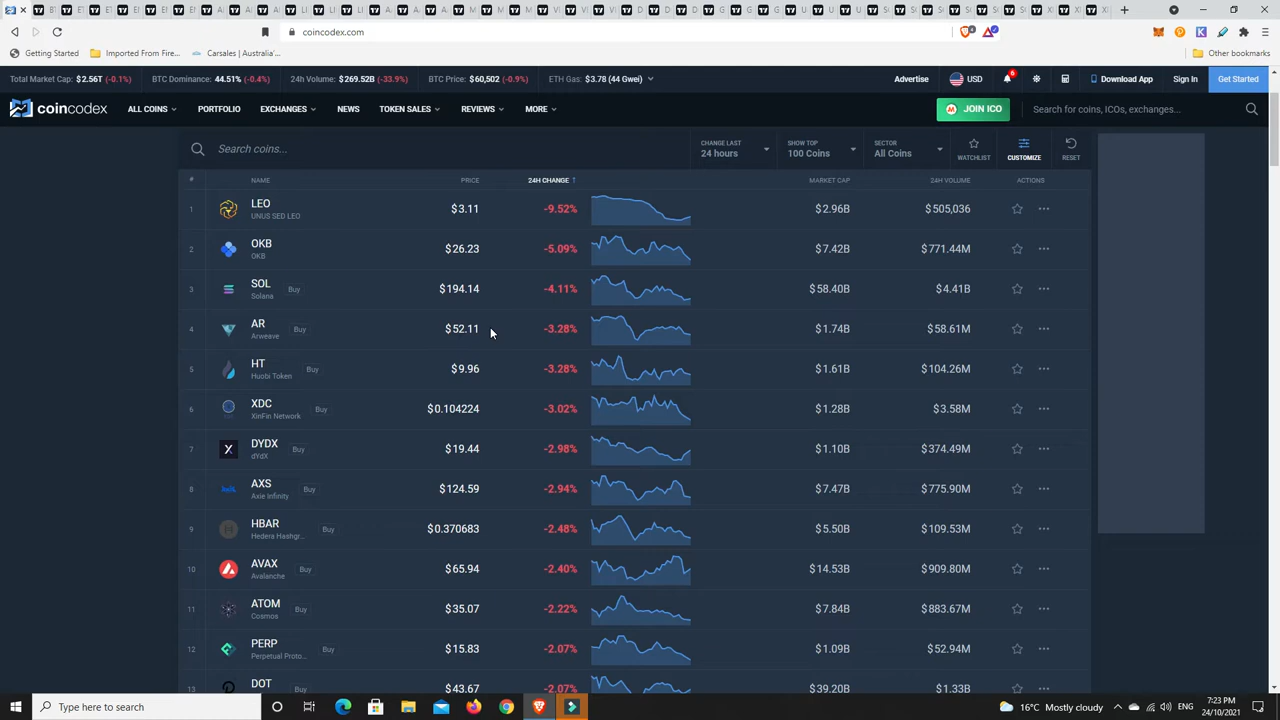 coindex.com
Getting Started Imported From Fire... Carsales | Australia'... Other bookmarks
Total Market Cap: $2.56T (-0.1%) BTC Dominance: 44.51% (-0.4%) 24h Volume: $269.52B (-33.9%) BTC Price: $60,502 (-0.9%) ETH Gas: $3.78 (44 Gwei) Advertise USD 6 Download App Sign In Get Started
coincodex ALL COINS PORTFOLIO EXCHANGES NEWS TOKEN SALES REVIEWS MORE JOIN ICO Search for coins, ICOs, exchanges...
Search coins...
CHANGE LAST SHOW TOP SECTOR
24 hours 100 Coins All Coins WATCHLIST CUSTOMIZE RESET
# NAME PRICE 24H CHANGE ↑ MARKET CAP 24H VOLUME ACTIONS
1 LEO $3.11 -9.52% $2.96B $505,036
UNUS SED LEO
2 OKB $26.23 -5.09% $7.42B $771.44M
OKB
3 SOL Buy $194.14 -4.11% $58.40B $4.41B
Solana
4 AR Buy $52.11 -3.28% $1.74B $58.61M
Arweave
5 HT Buy $9.96 -3.28% $1.61B $104.26M
Huobi Token
6 XDC Buy $0.104224 -3.02% $1.28B $3.58M
XinFin Network
7 DYDX Buy $19.44 -2.98% $1.10B $374.49M
dYdX
8 AXS Buy $124.59 -2.94% $7.47B $775.90M
Axie Infinity
9 HBAR Buy $0.370683 -2.48% $5.50B $109.53M
Hedera Hashgr...
10 AVAX Buy $65.94 -2.40% $14.53B $909.80M
Avalanche
11 ATOM Buy $35.07 -2.22% $7.84B $883.67M
Cosmos
12 PERP Buy $15.83 -2.07% $1.09B $52.94M
Perpetual Proto...
13 DOT Buy $43.67 -2.07% $39.20B $1.33B
Type here to search 16°C Mostly cloudy ENG 7:23 PM
24/10/2021